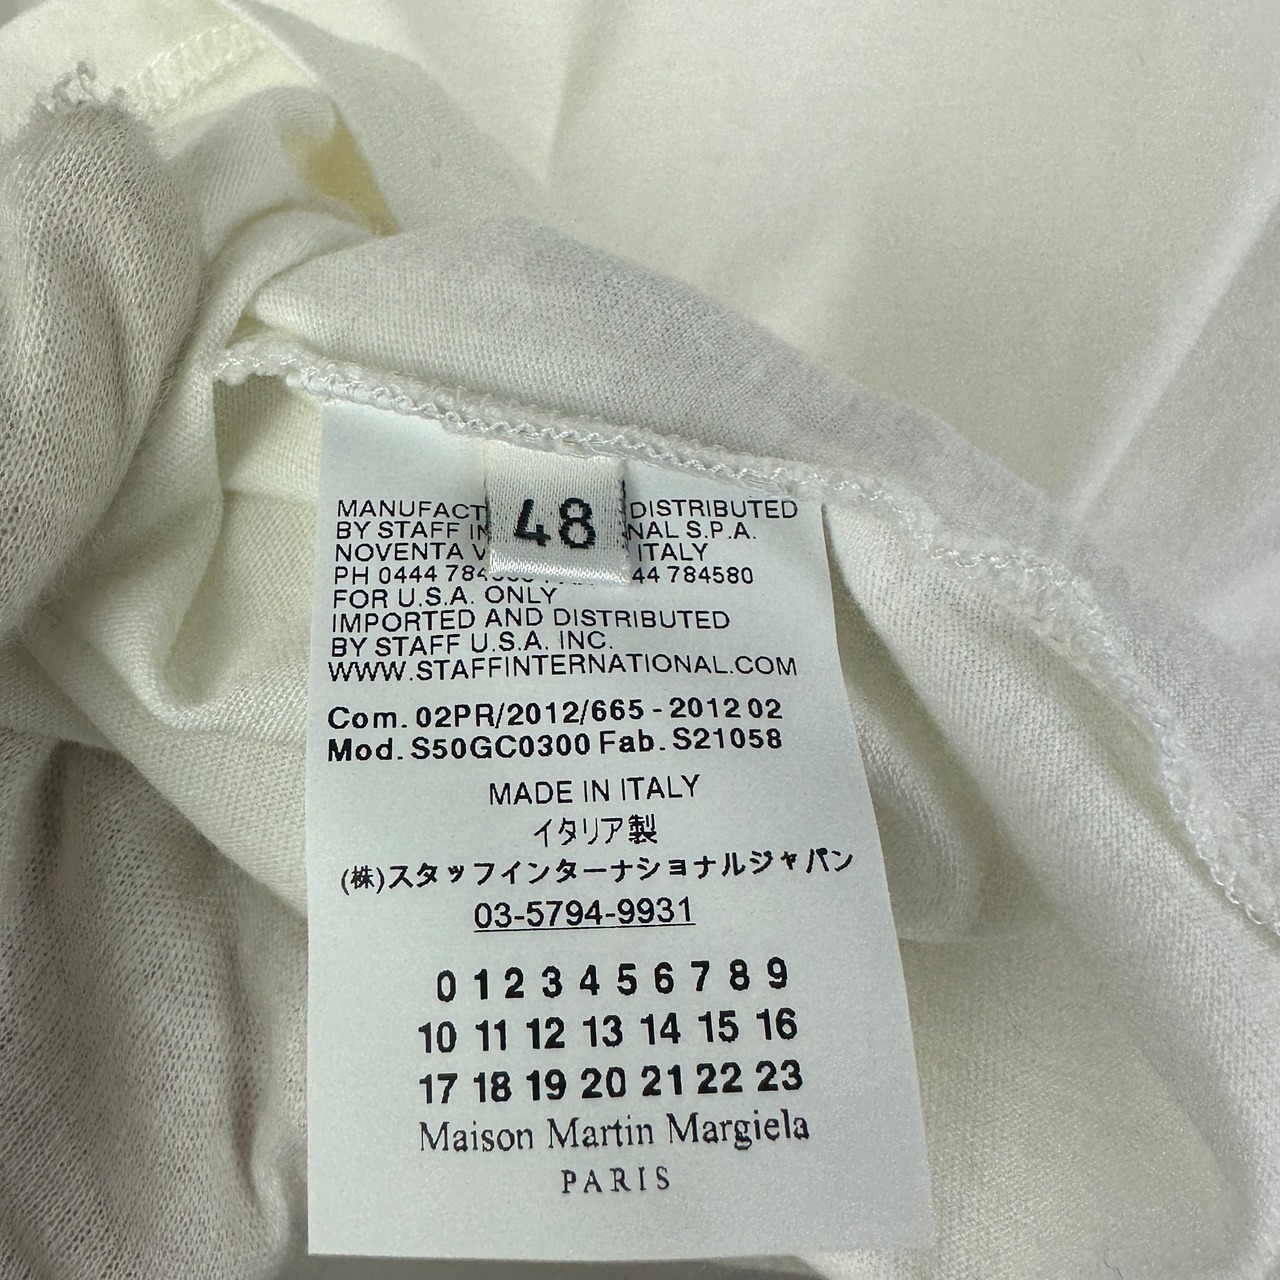 48
MANUFACT DISTRIBUTED
BY STAFF IN NAL S.P.A.
NOVENTA V ITALY
PH 0444 784 44 784580
FOR U.S.A. ONLY
IMPORTED AND DISTRIBUTED
BY STAFF U.S.A. INC.
WWW.STAFFINTERNATIONAL.COM
Com. 02PR/2012/665 - 2012 02
Mod. S50GC0300 Fab. S21058
MADE IN ITALY
イタリア製
(株)スタッフインターナショナルジャパン
03-5794-9931
0 1 2 3 4 5 6 7 8 9
10 11 12 13 14 15 16
17 18 19 20 21 22 23
Maison Martin Margiela
PARIS